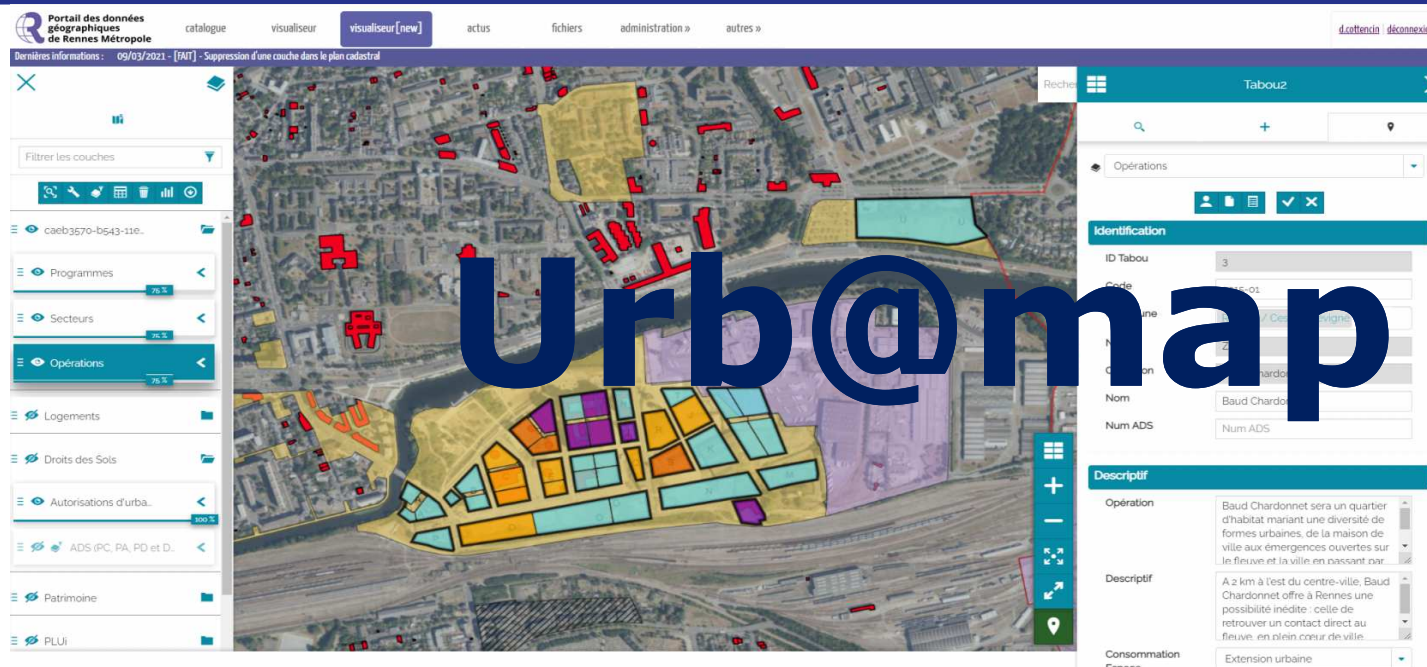 Portail des données
géographiques
de Rennes Métropole
catalogue
visualiseur
visualiseur[new]
actus
fichiers
administration »
autres »
d.cottencin
Dernières informations : 09/03/2021 - [FAIT] - Suppression d'une couche dans le plan cadastral
Filtrer les couches
caeb3570-b543-11e..
Programmes
75 %
Secteurs
75 %
Opérations
75 %
Logements
Droits des Sols
Autorisations d'urba..
100 %
ADS (PC, PA, PD et D..
Patrimoine
PLUi
Urb@map
Tabou2
Opérations
Identification
ID Tabou
3
Code
Nom
Baud Chardon
Num ADS
Num ADS
Descriptif
Opération
Baud Chardonnet sera un quartier
d'habitat mariant une diversité de
formes urbaines, de la maison de
ville aux émergences ouvertes sur
le fleuve et la ville en passant par
Descriptif
A 2 km à l'est du centre-ville, Baud
Chardonnet offre à Rennes une
possibilité inédite : celle de
retrouver un contact direct au
fleuve, en plein cœur de ville
Consommation
Espace
Extension urbaine